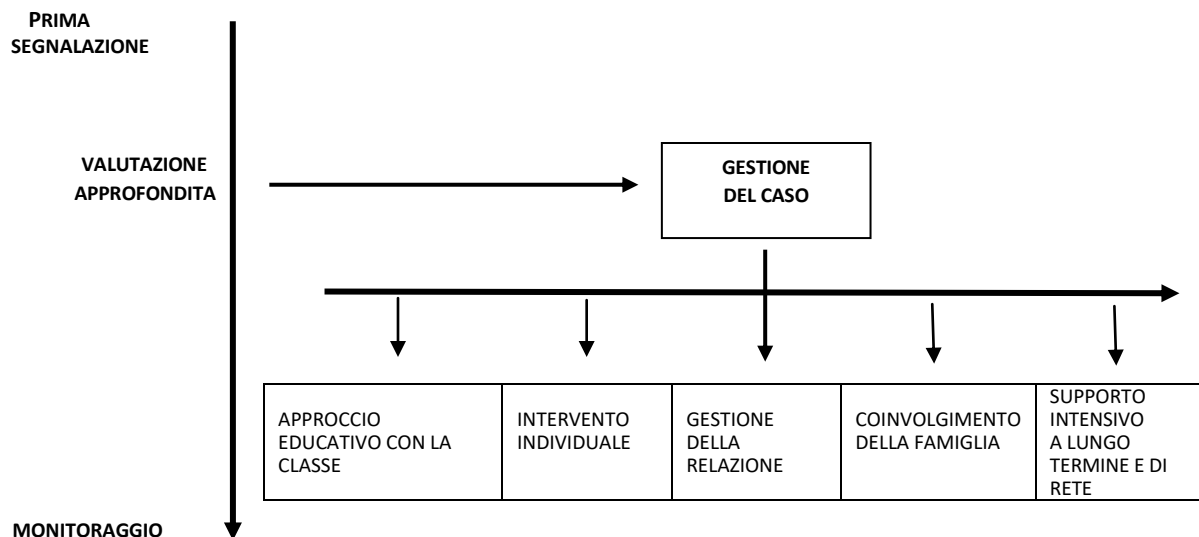 PRIMA
SEGNALAZIONE
VALUTAZIONE
APPROFONDITA
GESTIONE
DEL CASO
APPROCCIO
EDUCATIVO CON LA
CLASSE
INTERVENTO
INDIVIDUALE
GESTIONE
DELLA
RELAZIONE
COINVOLGIMENTO
DELLA FAMIGLIA
SUPPORTO
INTENSIVO
A LUNGO
TERMINE E DI
RETE
MONITORAGGIO